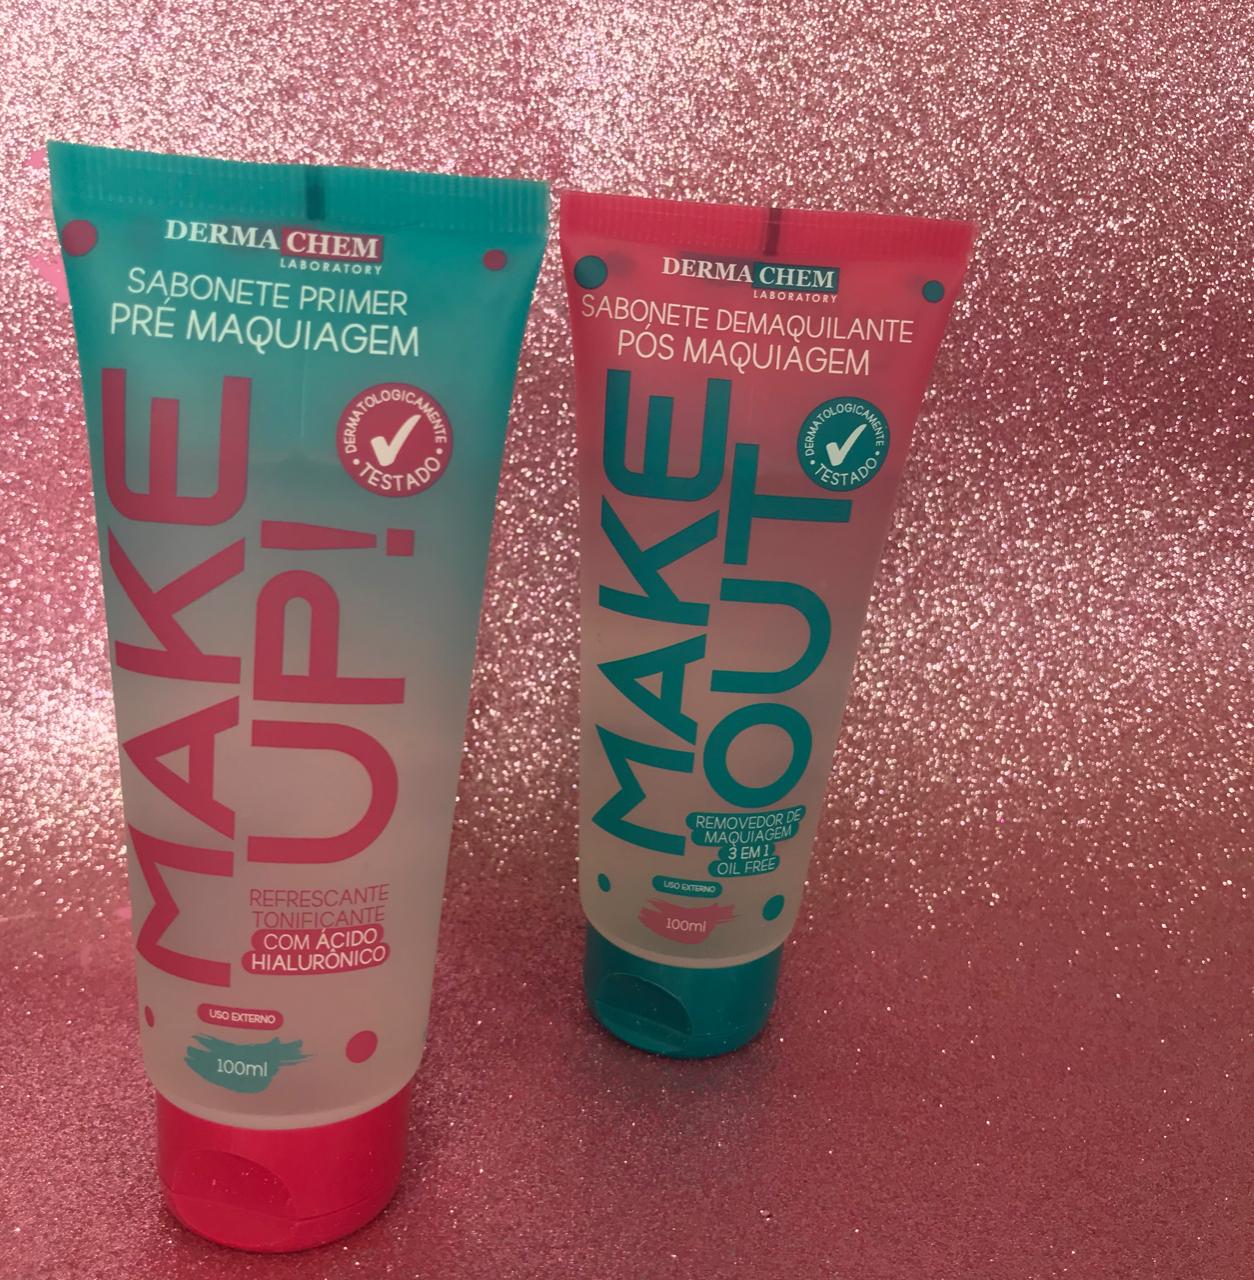 DERMA CHEM
LABORATORY
SABONETE PRIMER
PRÉ MAQUIAGEM
DERMATOLOGICAMENTE
TESTADO
MAKE
UP!
REFRESCANTE
TONIFICANTE
COM ÁCIDO
HIALURÔNICO
USO EXTERNO
100ml
DERMA CHEM
LABORATORY
SABONETE DEMAQUILANTE
PÓS MAQUIAGEM
DERMATOLOGICAMENTE
TESTADO
MAKE
OUT
REMOVEDOR DE
MAQUIAGEM
3 EM 1
OIL FREE
USO EXTERNO
100ml